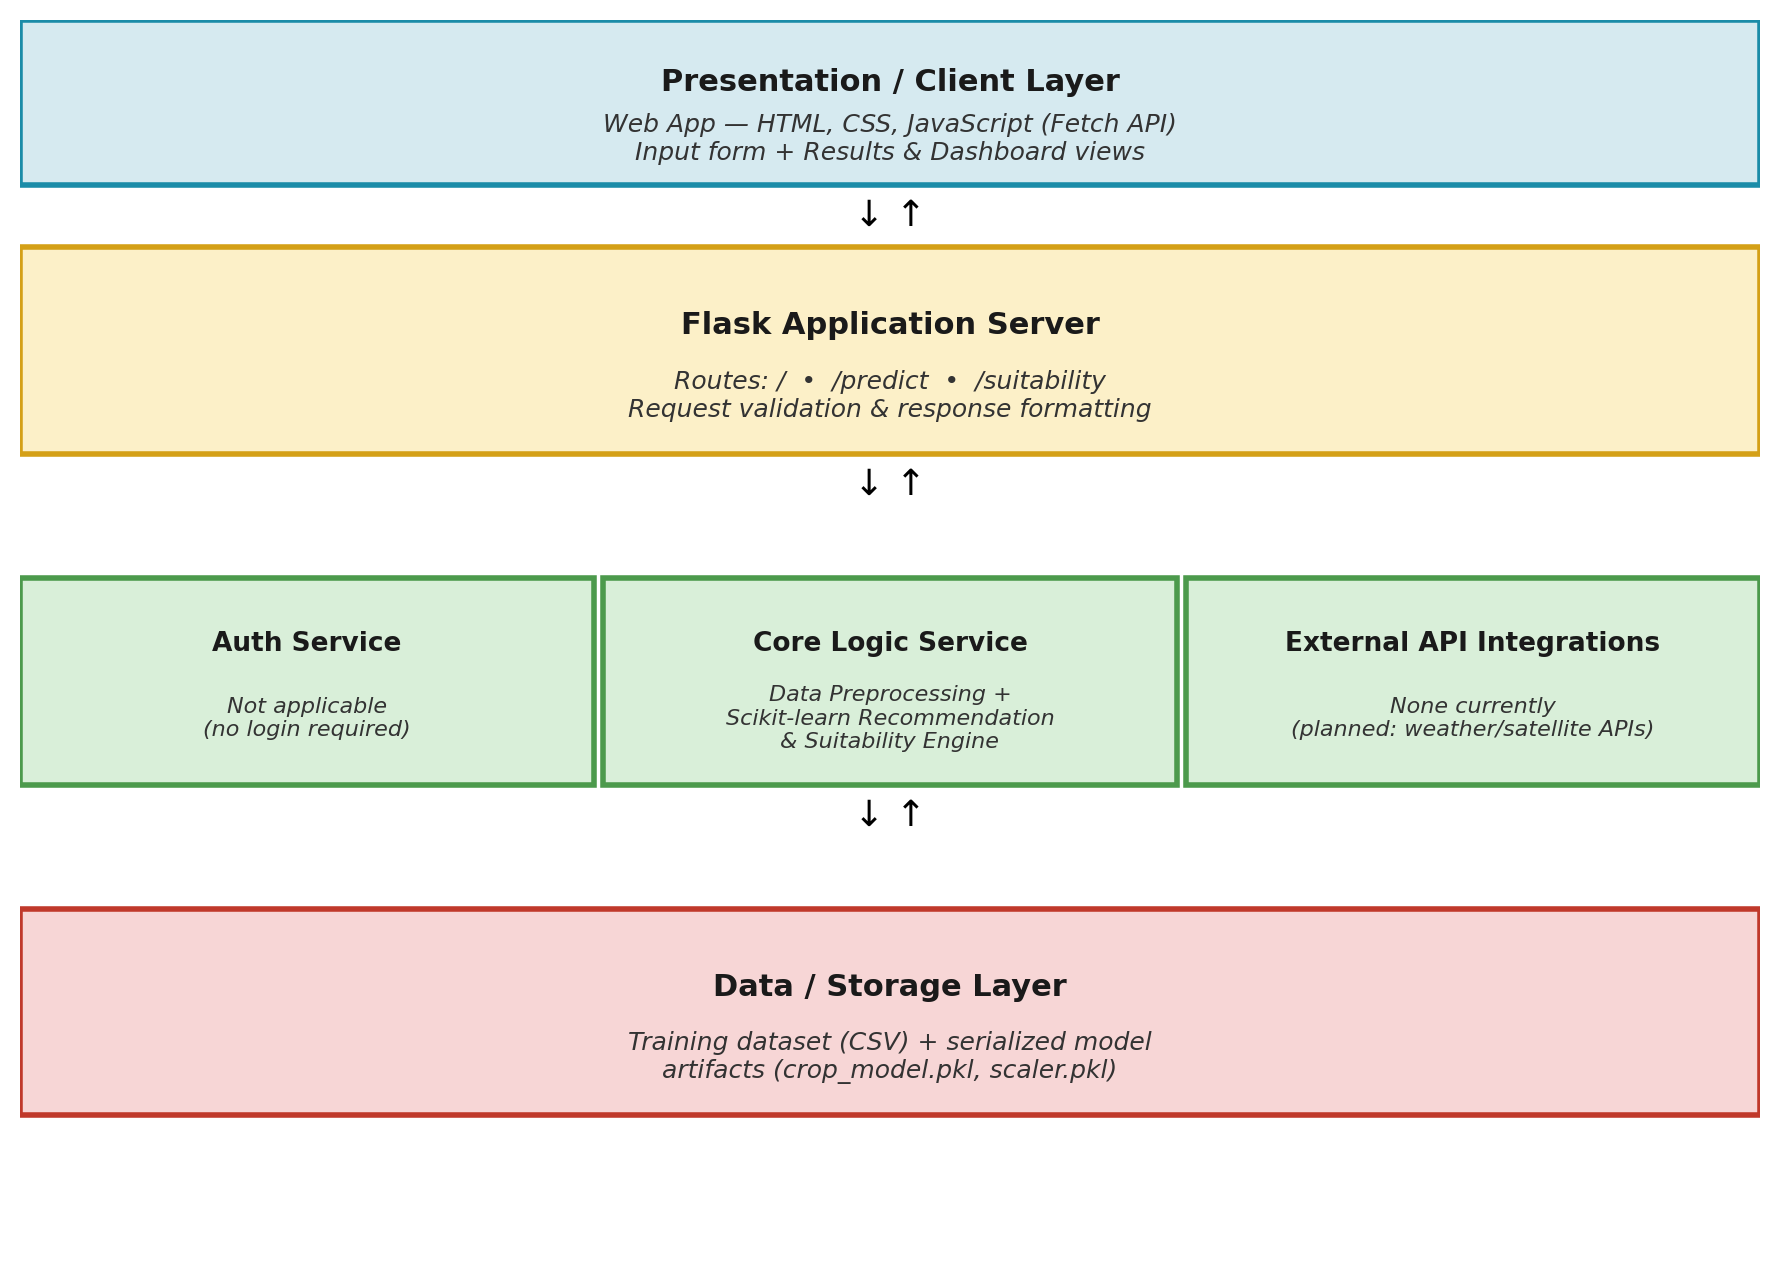 Presentation / Client Layer
Web App — HTML, CSS, JavaScript (Fetch API)
Input form + Results & Dashboard views
↓ ↑
Flask Application Server
Routes: / • /predict • /suitability
Request validation & response formatting
↓ ↑
Auth Service
Not applicable
(no login required)
Core Logic Service
Data Preprocessing +
Scikit-learn Recommendation
& Suitability Engine
External API Integrations
None currently
(planned: weather/satellite APIs)
↓ ↑
Data / Storage Layer
Training dataset (CSV) + serialized model
artifacts (crop_model.pkl, scaler.pkl)